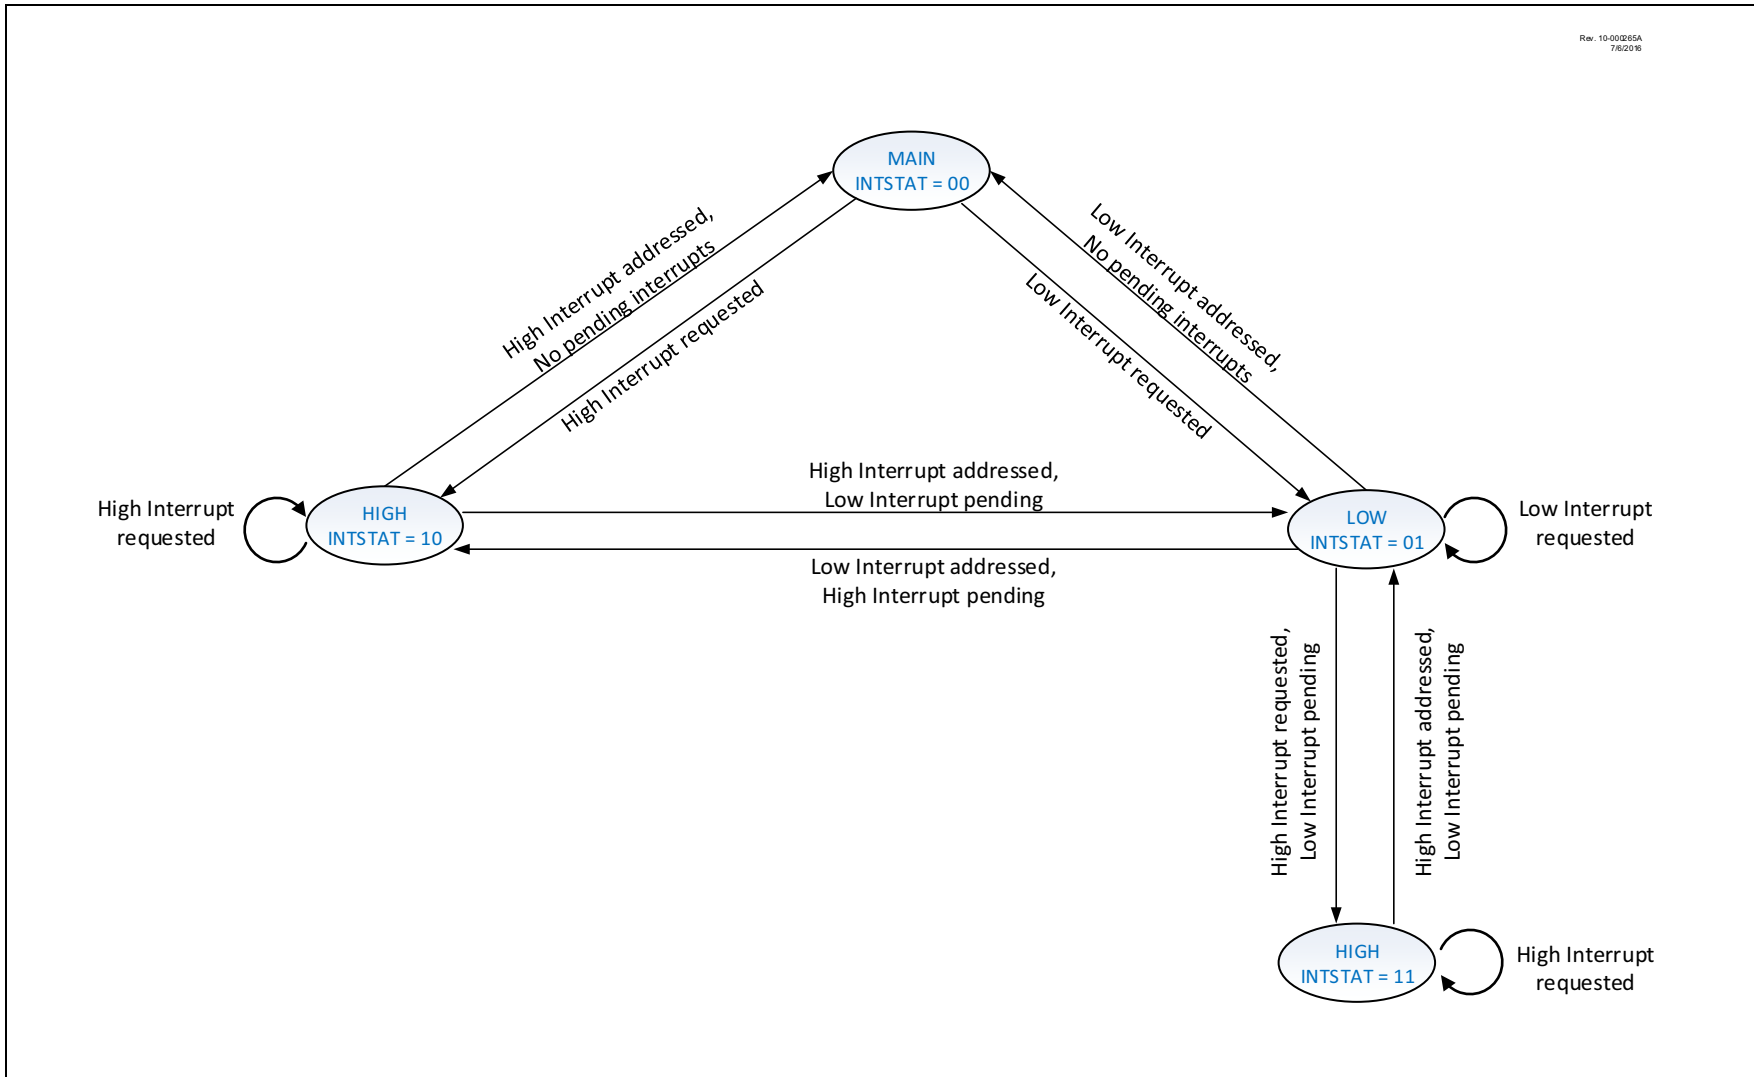 Rev. 10-000265A
7/6/2016
MAIN
INTSTAT = 00
High Interrupt addressed,
No pending interrupts
High Interrupt requested
Low Interrupt addressed,
No pending interrupts
Low Interrupt requested
High Interrupt addressed,
Low Interrupt pending
High Interrupt
requested
HIGH
INTSTAT = 10
LOW
INTSTAT = 01
Low Interrupt
requested
Low Interrupt addressed,
High Interrupt pending
High Interrupt requested,
Low Interrupt pending
High Interrupt addressed,
Low Interrupt pending
HIGH
INTSTAT = 11
High Interrupt
requested